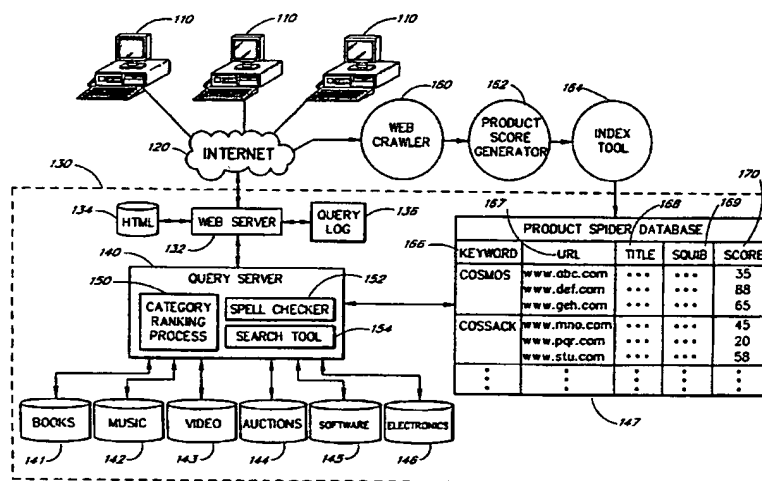 110
110
110
160
162
164
WEB CRAWLER
PRODUCT SCORE GENERATOR
INDEX TOOL
120
INTERNET
130
134
HTML
WEB SERVER
132
QUERY LOG
136
140
QUERY SERVER
150
CATEGORY RANKING PROCESS
152
SPELL CHECKER
SEARCH TOOL
154
166
167
168
169
170
PRODUCT SPIDER DATABASE
KEYWORD URL TITLE SQUIB SCORE
COSMOS www.abc.com ••• ••• 35
www.def.com ••• ••• 88
www.geh.com ••• ••• 65
COSSACK www.mno.com ••• ••• 45
www.pqr.com ••• ••• 20
www.stu.com ••• ••• 58
147
BOOKS
MUSIC
VIDEO
AUCTIONS
SOFTWARE
ELECTRONICS
141
142
143
144
145
146